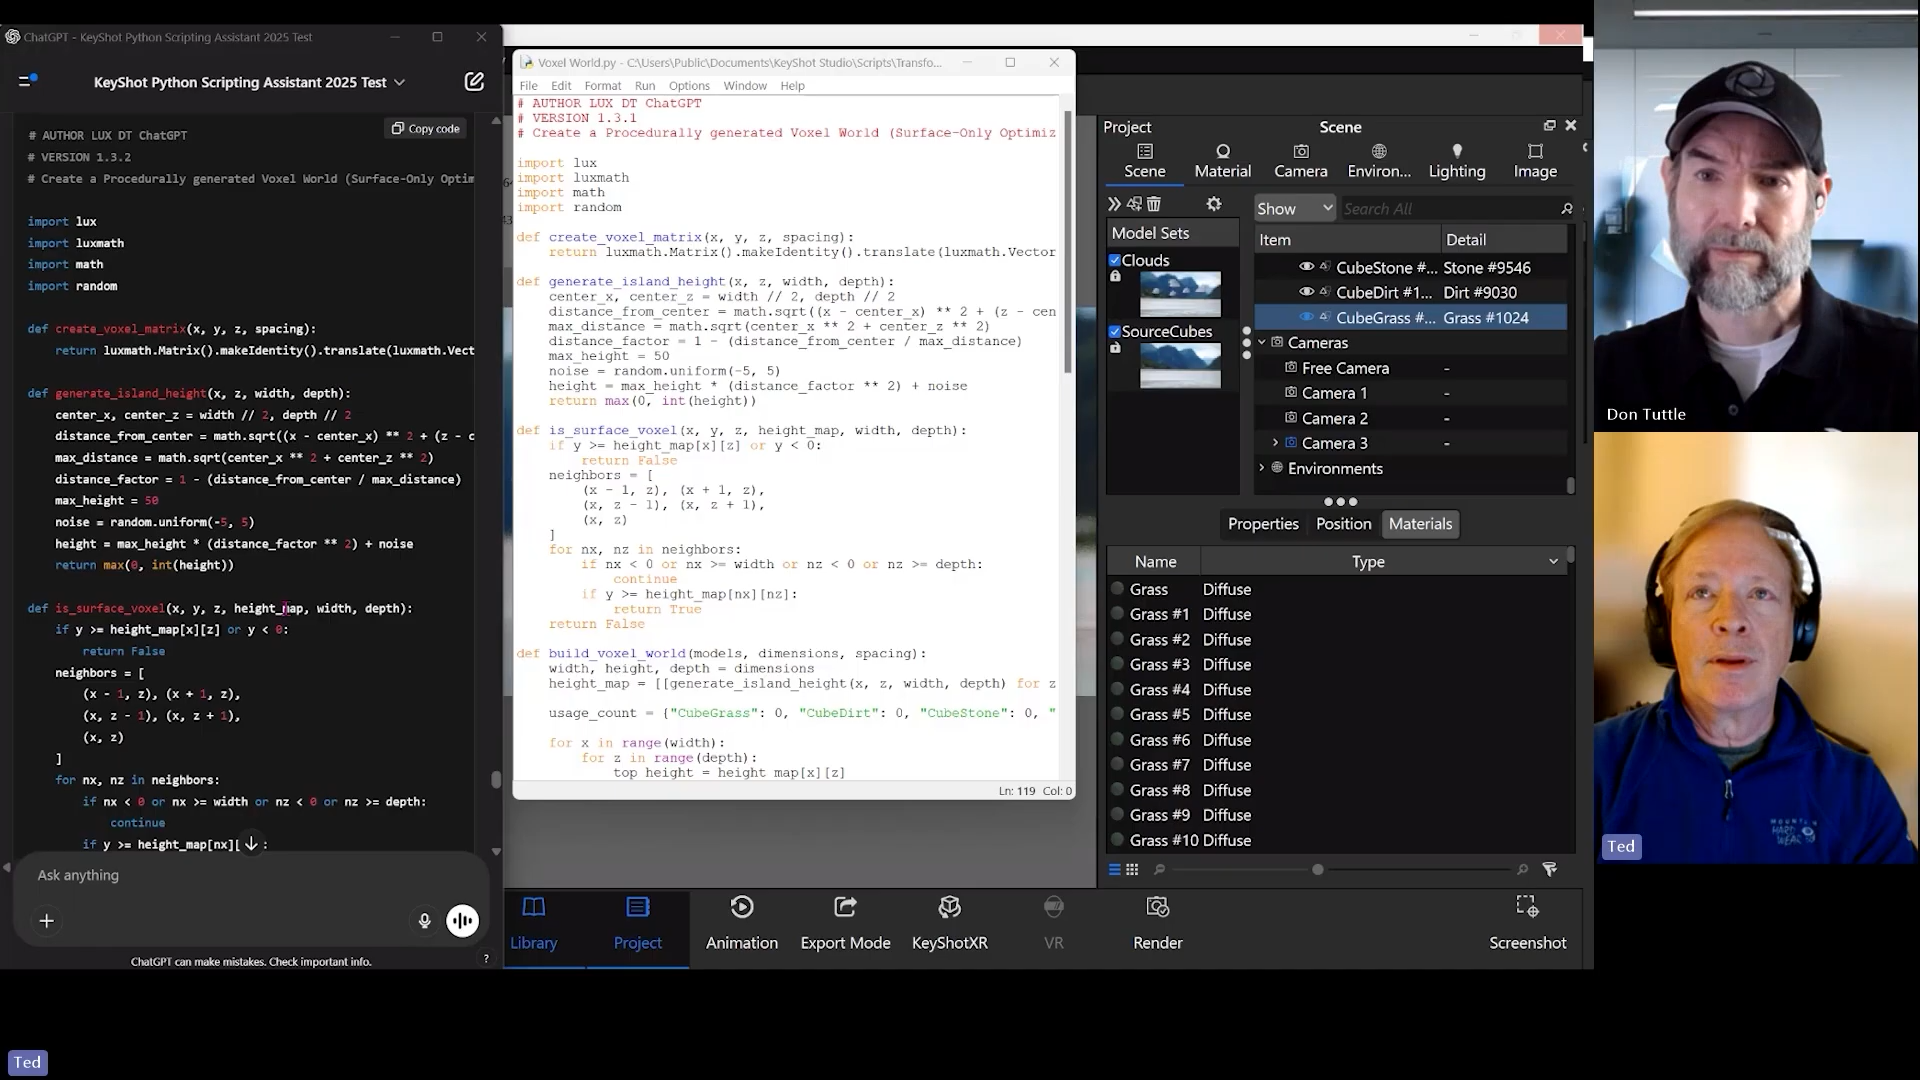 ChatGPT - KeyShot Python Scripting Assistant 2025 Test
KeyShot Python Scripting Assistant 2025 Test
Copy code
# AUTHOR LUX DT ChatGPT
# VERSION 1.3.2
# Create a Procedurally generated Voxel World (Surface-Only Optim
import lux
import luxmath
import math
import random
def create_voxel_matrix(x, y, z, spacing):
return luxmath.Matrix().makeIdentity().translate(luxmath.Vect
def generate_island_height(x, z, width, depth):
center_x, center_z = width // 2, depth // 2
distance_from_center = math.sqrt((x - center_x) ** 2 + (z - c
max_distance = math.sqrt(center_x ** 2 + center_z ** 2)
distance_factor = 1 - (distance_from_center / max_distance)
max_height = 50
noise = random.uniform(-5, 5)
height = max_height * (distance_factor ** 2) + noise
return max(0, int(height))
def is_surface_voxel(x, y, z, height_map, width, depth):
if y >= height_map[x][z] or y < 0:
return False
neighbors = [
(x - 1, z), (x + 1, z),
(x, z - 1), (x, z + 1),
(x, z)
]
for nx, nz in neighbors:
if nx < 0 or nx >= width or nz < 0 or nz >= depth:
continue
if y >= height_map[nx][ :
Ask anything
ChatGPT can make mistakes. Check important info.
?
Voxel World.py - C:\Users\Public\Documents\KeyShot Studio\Scripts\Transfo...
File Edit Format Run Options Window Help
# AUTHOR LUX DT ChatGPT
# VERSION 1.3.1
# Create a Procedurally generated Voxel World (Surface-Only Optimiz
import lux
import luxmath
import math
import random
def create_voxel_matrix(x, y, z, spacing):
return luxmath.Matrix().makeIdentity().translate(luxmath.Vector
def generate_island_height(x, z, width, depth):
center_x, center_z = width // 2, depth // 2
distance_from_center = math.sqrt((x - center_x) ** 2 + (z - cen
max_distance = math.sqrt(center_x ** 2 + center_z ** 2)
distance_factor = 1 - (distance_from_center / max_distance)
max_height = 50
noise = random.uniform(-5, 5)
height = max_height * (distance_factor ** 2) + noise
return max(0, int(height))
def is_surface_voxel(x, y, z, height_map, width, depth):
if y >= height_map[x][z] or y < 0:
return False
neighbors = [
(x - 1, z), (x + 1, z),
(x, z - 1), (x, z + 1),
(x, z)
]
for nx, nz in neighbors:
if nx < 0 or nx >= width or nz < 0 or nz >= depth:
continue
if y >= height_map[nx][nz]:
return True
return False
def build_voxel_world(models, dimensions, spacing):
width, height, depth = dimensions
height_map = [[generate_island_height(x, z, width, depth) for z
usage_count = {"CubeGrass": 0, "CubeDirt": 0, "CubeStone": 0, "
for x in range(width):
for z in range(depth):
top_height = height_map[x][z]
Ln: 119 Col: 0
Project
Scene
Scene Material Camera Environ... Lighting Image
Show
Search All
Model Sets
Clouds
SourceCubes
Item Detail
CubeStone #... Stone #9546
CubeDirt #1... Dirt #9030
CubeGrass #... Grass #1024
Cameras
Free Camera -
Camera 1 -
Camera 2 -
Camera 3 -
Environments
Properties Position Materials
Name Type
Grass Diffuse
Grass #1 Diffuse
Grass #2 Diffuse
Grass #3 Diffuse
Grass #4 Diffuse
Grass #5 Diffuse
Grass #6 Diffuse
Grass #7 Diffuse
Grass #8 Diffuse
Grass #9 Diffuse
Grass #10 Diffuse
Library Project Animation Export Mode KeyShotXR VR Render Screenshot
Don Tuttle
MOUNTAIN
HARD
WEAR
Ted
Ted